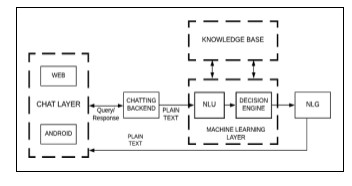 KNOWLEDGE BASE
WEB
CHAT LAYER
ANDROID
Query/
Response
CHATTING
BACKEND
PLAIN
TEXT
NLU
DECISION
ENGINE
NLG
MACHINE LEARNING
LAYER
PLAIN
TEXT